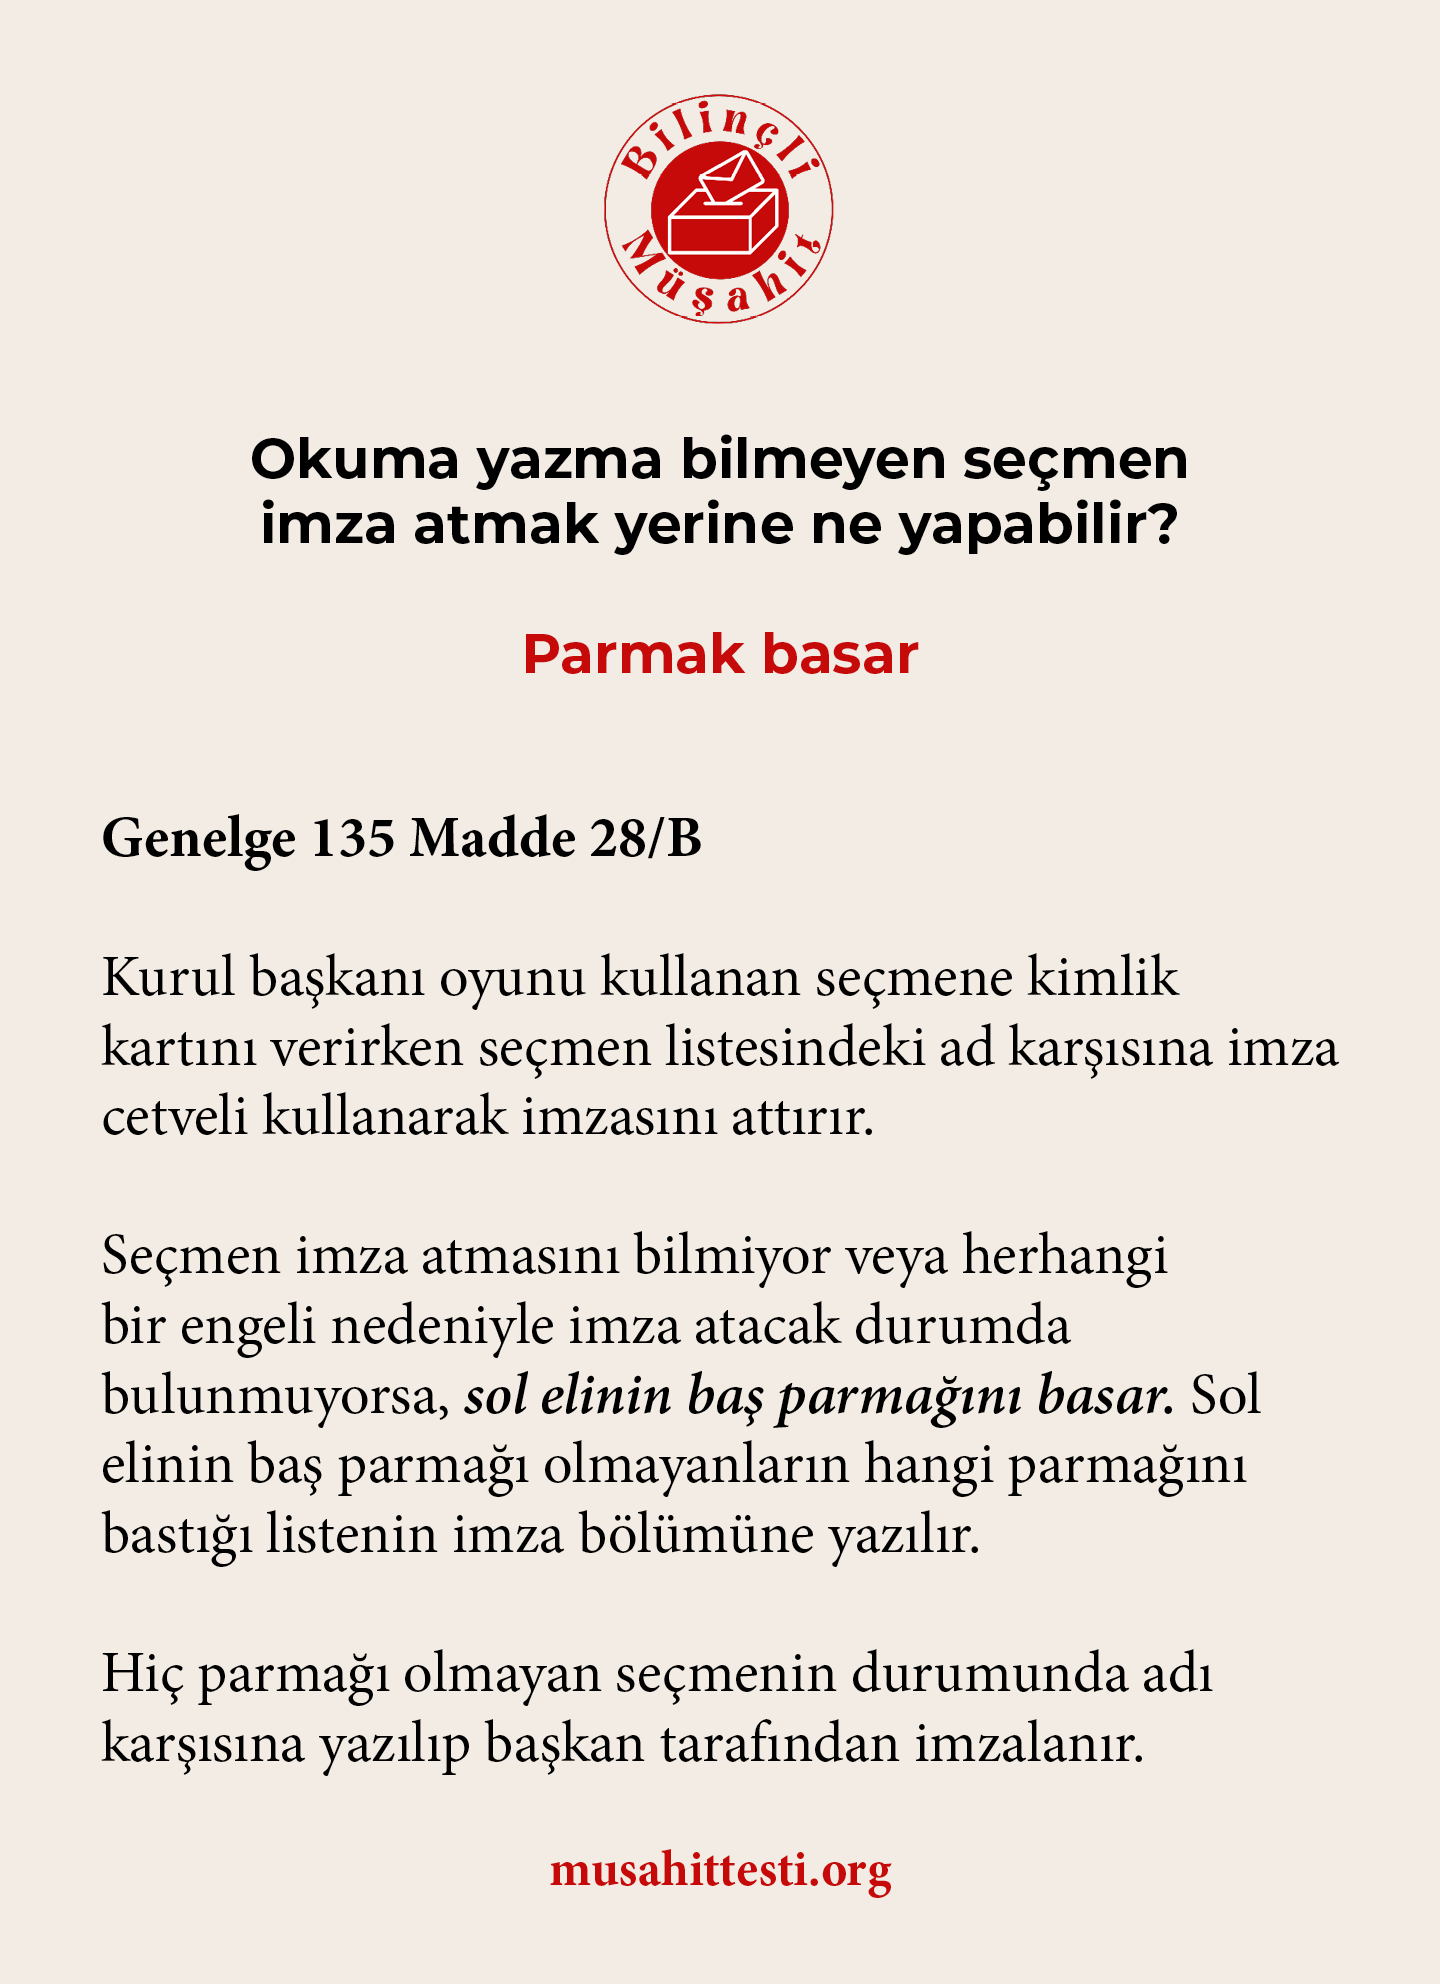 Bilinçli
Müşahit
Okuma yazma bilmeyen seçmen
imza atmak yerine ne yapabilir?
Parmak basar
Genelge 135 Madde 28/B
Kurul başkanı oyunu kullanan seçmene kimlik
kartını verirken seçmen listesindeki ad karşısına imza
cetveli kullanarak imzasını attırır.
Seçmen imza atmasını bilmiyor veya herhangi
bir engeli nedeniyle imza atacak durumda
bulunmuyorsa, sol elinin baş parmağını basar. Sol
elinin baş parmağı olmayanların hangi parmağını
bastığı listenin imza bölümüne yazılır.
Hiç parmağı olmayan seçmenin durumunda adı
karşısına yazılıp başkan tarafından imzalanır.
musahittesti.org